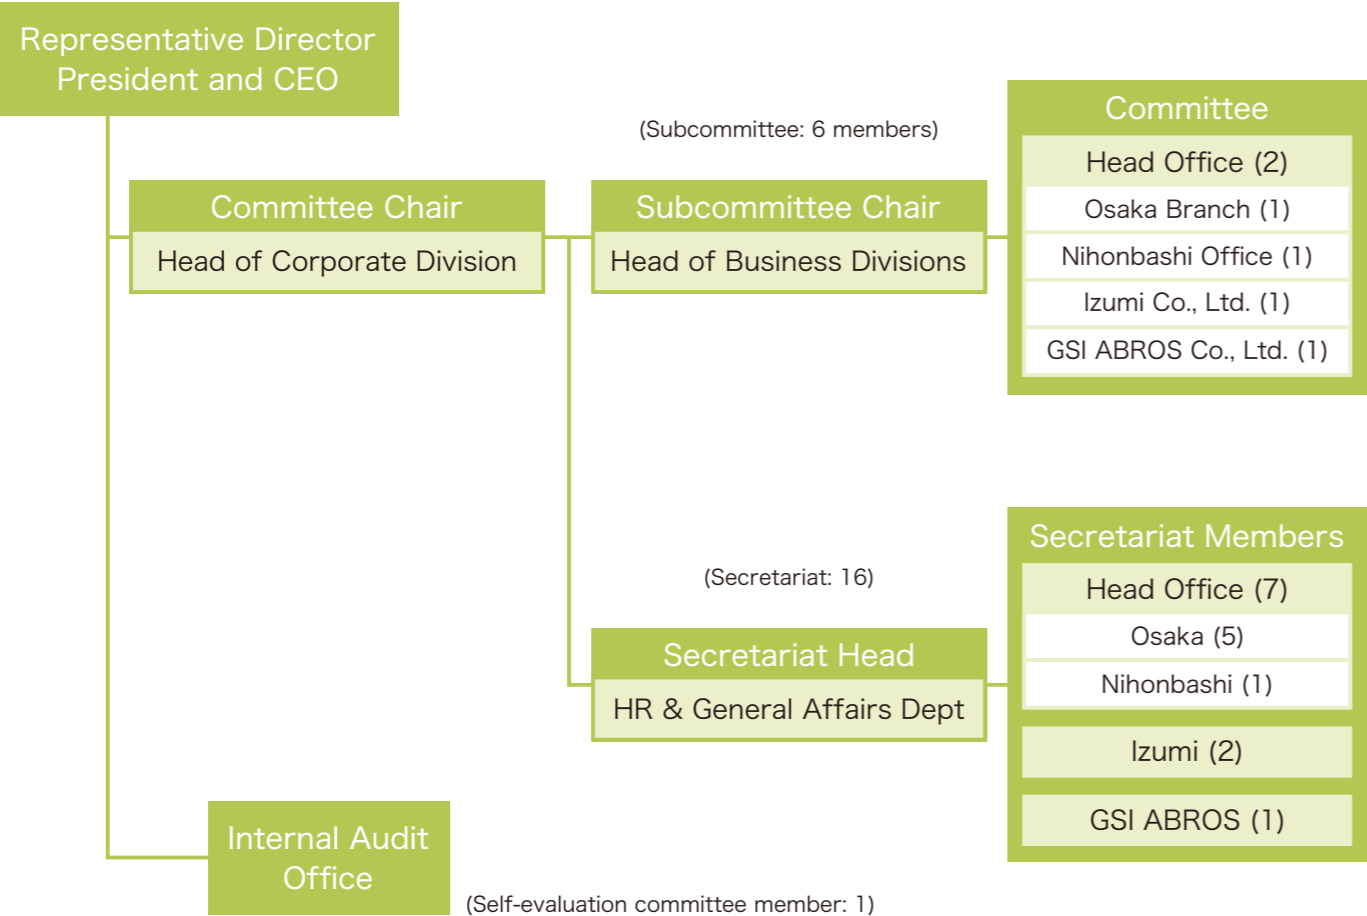 Representative Director
President and CEO
(Subcommittee: 6 members)
Committee
Head Office (2)
Osaka Branch (1)
Nihonbashi Office (1)
Izumi Co., Ltd. (1)
GSI ABROS Co., Ltd. (1)
Committee Chair
Head of Corporate Division
Subcommittee Chair
Head of Business Divisions
(Secretariat: 16)
Secretariat Head
HR & General Affairs Dept
Secretariat Members
Head Office (7)
Osaka (5)
Nihonbashi (1)
Izumi (2)
GSI ABROS (1)
Internal Audit
Office
(Self-evaluation committee member: 1)